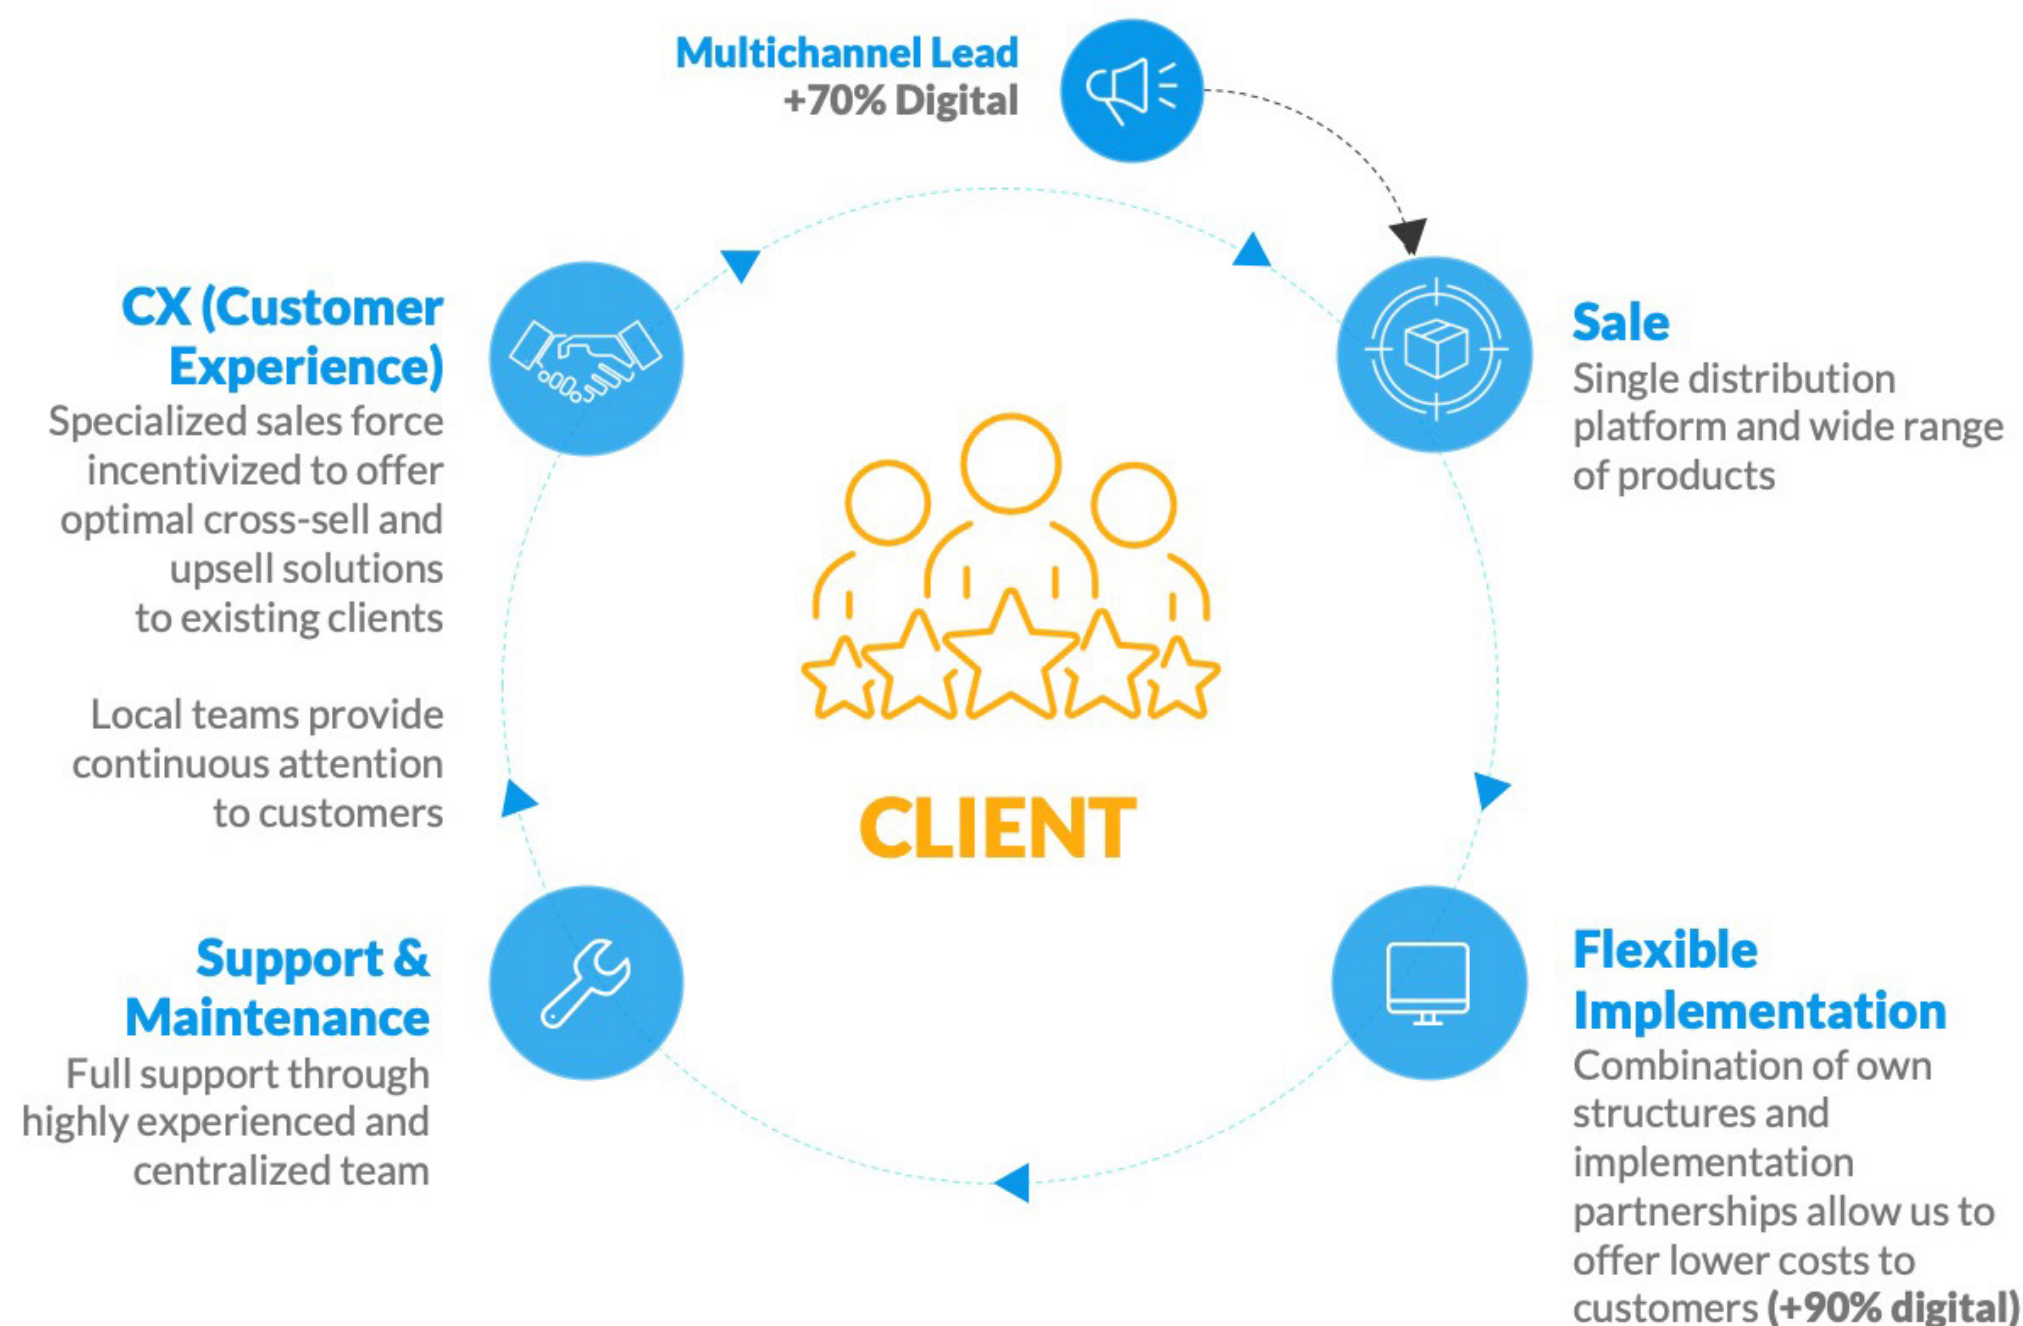 Multichannel Lead
+70% Digital
CX (Customer
Experience)
Specialized sales force
incentivized to offer
optimal cross-sell and
upsell solutions
to existing clients
Local teams provide
continuous attention
to customers
Sale
Single distribution
platform and wide range
of products
CLIENT
Support &
Maintenance
Full support through
highly experienced and
centralized team
Flexible
Implementation
Combination of own
structures and
implementation
partnerships allow us to
offer lower costs to
customers (+90% digital)